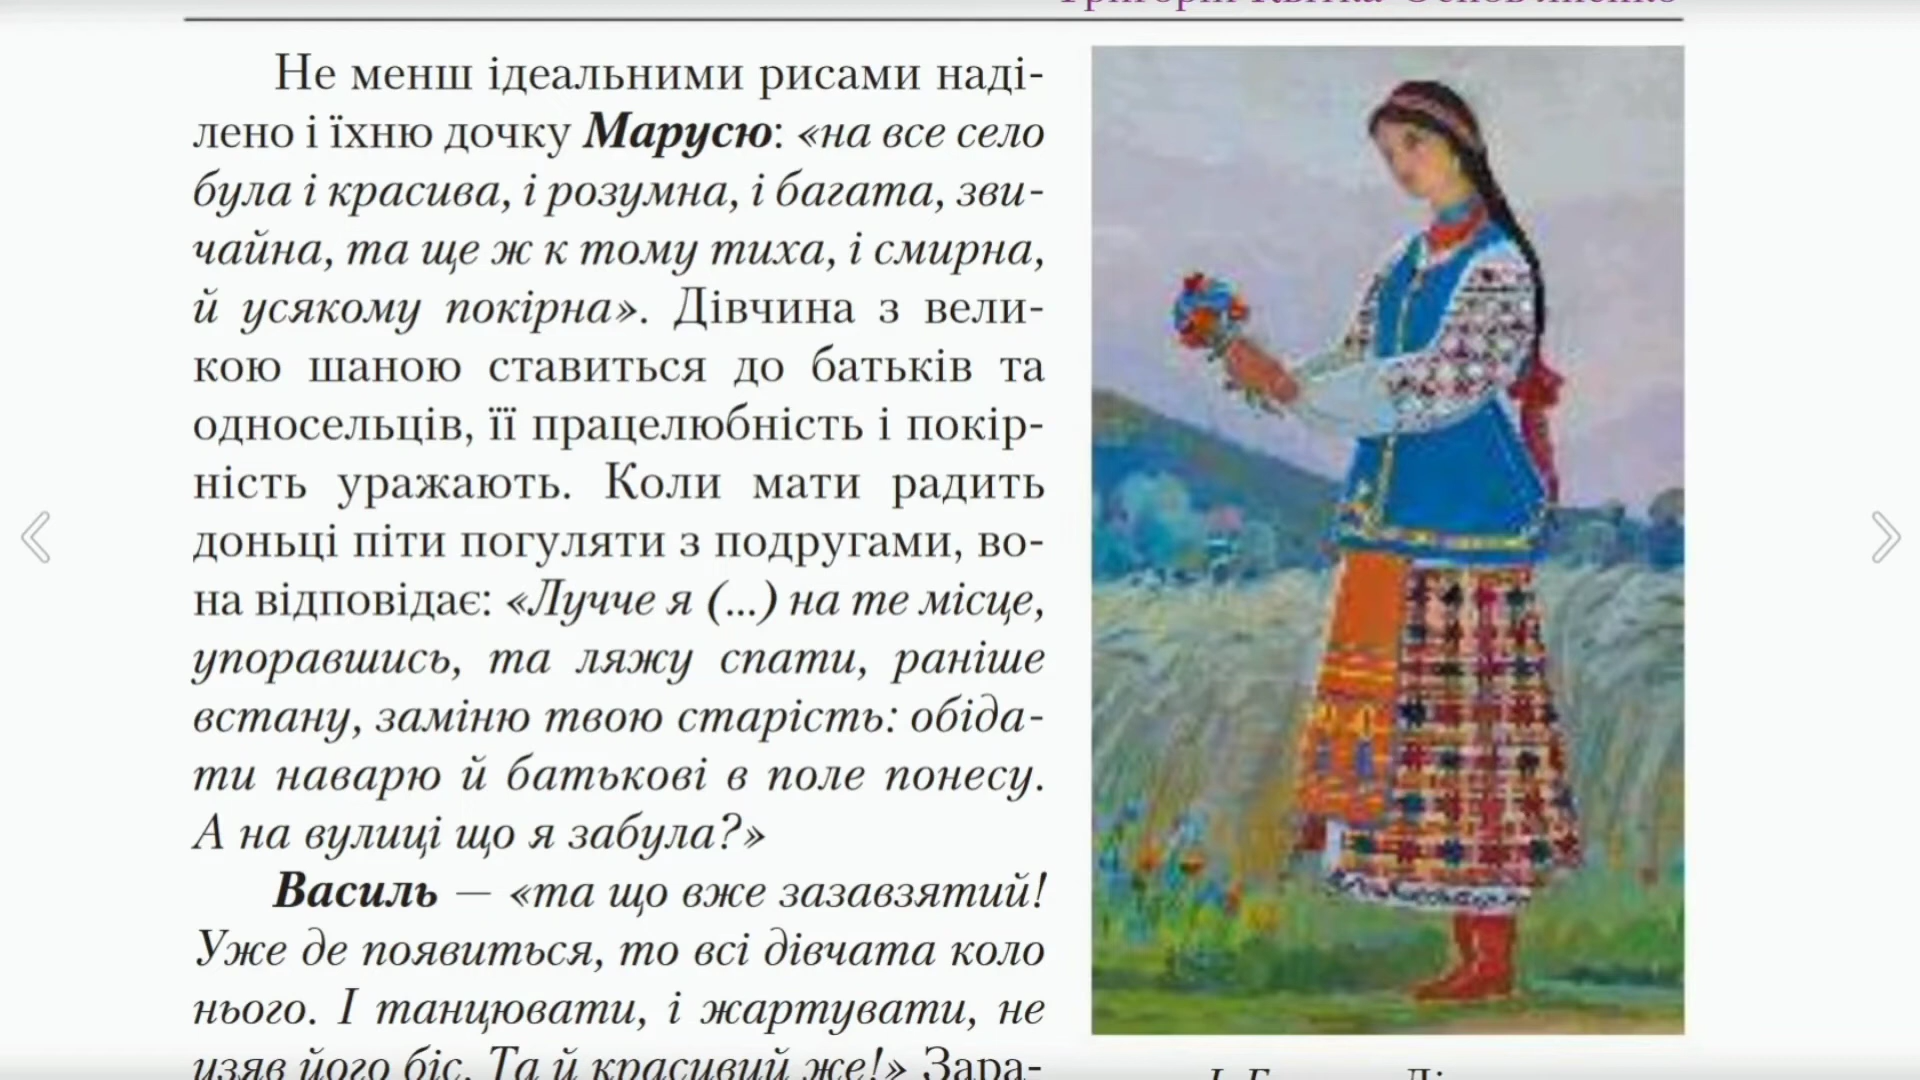 Григорій Квітка-Основ'яненко
Не менш ідеальними рисами наді-
лено і їхню дочку Марусю: «на все село
була і красива, і розумна, і багата, зви-
чайна, та ще ж к тому тиха, і смирна,
й усякому покірна». Дівчина з вели-
кою шаною ставиться до батьків та
односельців, її працелюбність і покір-
ність уражають. Коли мати радить
доньці піти погуляти з подругами, во-
на відповідає: «Лучче я (...) на те місце,
упоравшись, та ляжу спати, раніше
встану, заміню твою старість: обіда-
ти наварю й батькові в поле понесу.
А на вулиці що я забула?»
Василь — «та що вже зазавзятий!
Уже де появиться, то всі дівчата коло
нього. І танцювати, і жартувати, не
узяв його біс. Та й красивий же!» Зара-